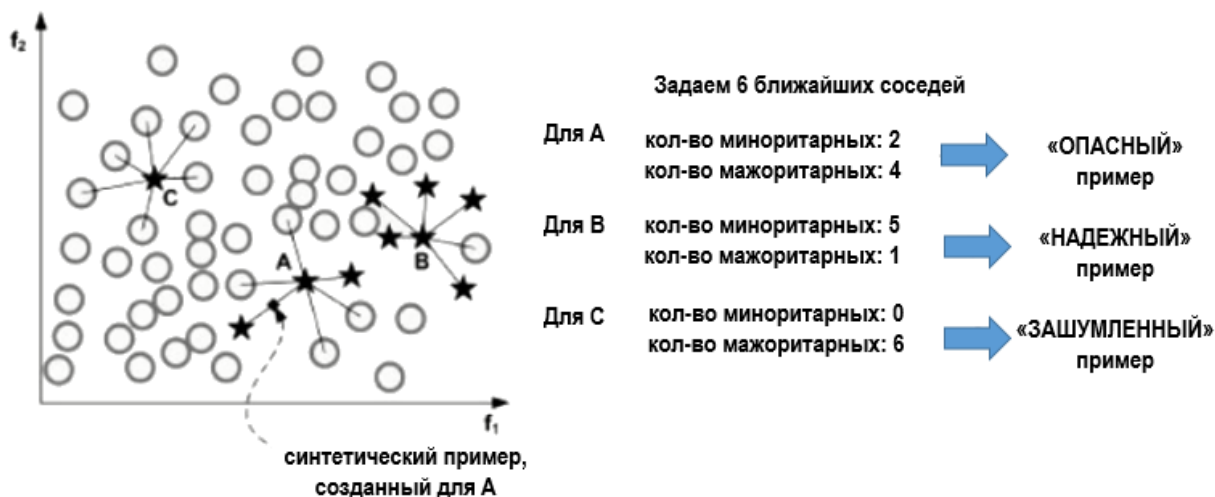 f₂
C
A
B
f₁
синтетический пример,
созданный для А
Задаем 6 ближайших соседей
Для А
кол-во миноритарных: 2
кол-во мажоритарных: 4
«ОПАСНЫЙ»
пример
Для В
кол-во миноритарных: 5
кол-во мажоритарных: 1
«НАДЕЖНЫЙ»
пример
Для С
кол-во миноритарных: 0
кол-во мажоритарных: 6
«ЗАШУМЛЕННЫЙ»
пример